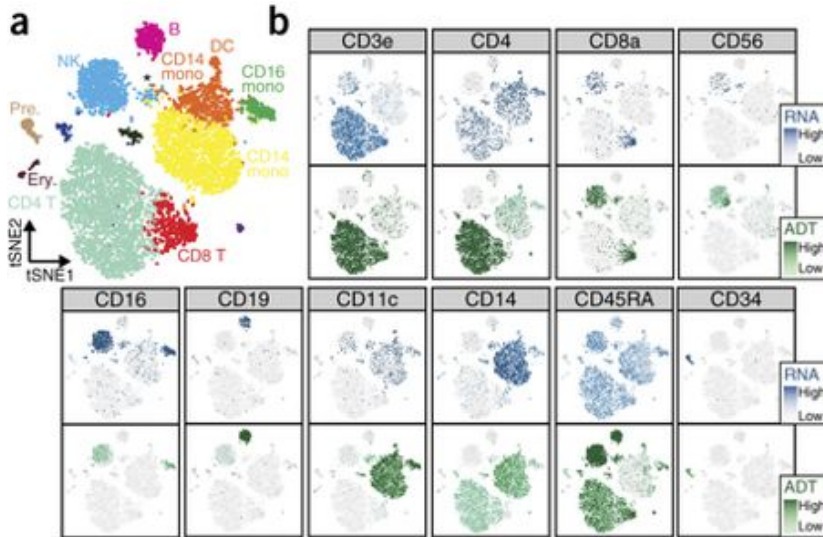 a
B
DC
NK
CD14
mono
CD16
mono
*
Pre.
CD14
mono
Ery.
CD4 T
CD8 T
tSNE2
tSNE1
b
CD3e
CD4
CD8a
CD56
RNA
High
Low
ADT
High
Low
CD16
CD19
CD11c
CD14
CD45RA
CD34
RNA
High
Low
ADT
High
Low